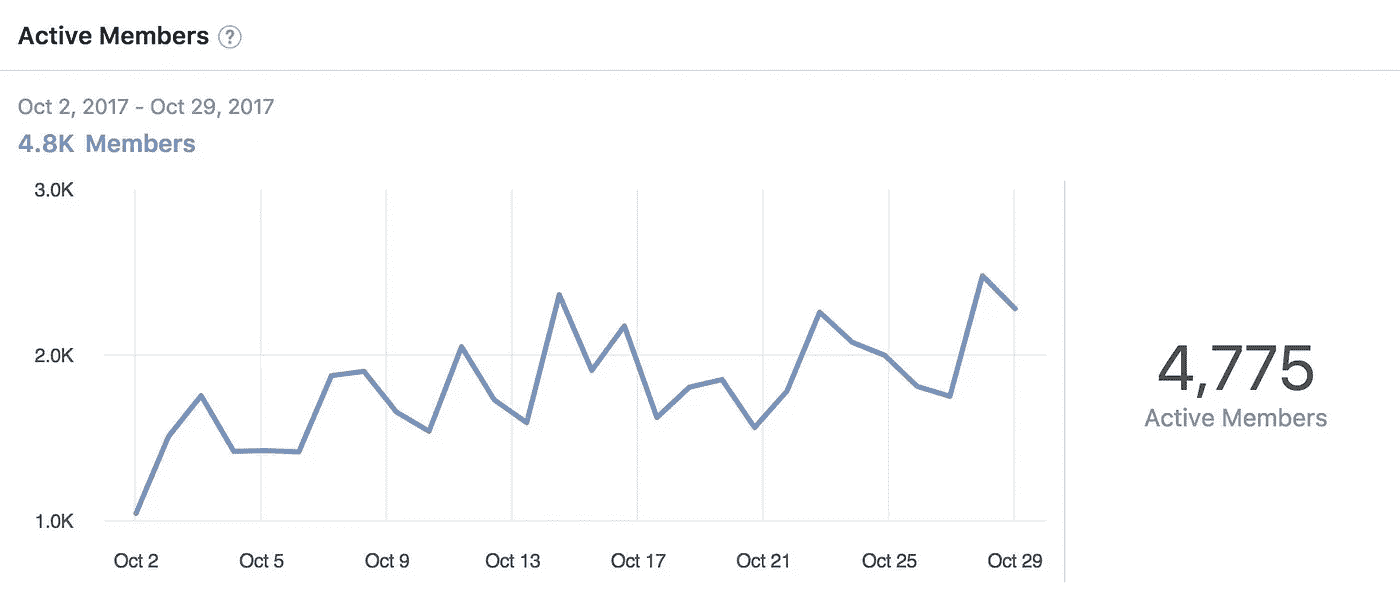 Active Members ?
Oct 2, 2017 - Oct 29, 2017
4.8K Members
3.0K
2.0K
1.0K
Oct 2 Oct 5 Oct 9 Oct 13 Oct 17 Oct 21 Oct 25 Oct 29
4,775
Active Members